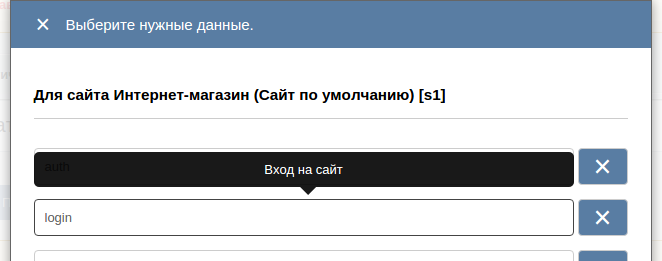 Выберите нужные данные.
Для сайта Интернет-магазин (Сайт по умолчанию) [s1]
auth
Вход на сайт
login